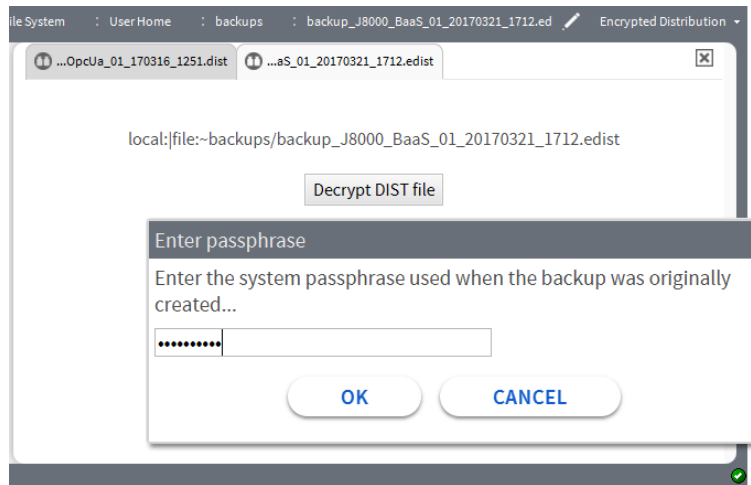 ile System : User Home : backups : backup_J8000_BaaS_01_20170321_1712.ed Encrypted Distribution
...OpcUa_01_170316_1251.dist ...aS_01_20170321_1712.edist
local:|file:~backups/backup_J8000_BaaS_01_20170321_1712.edist
Decrypt DIST file
Enter passphrase
Enter the system passphrase used when the backup was originally
created...
••••••••••
OK CANCEL